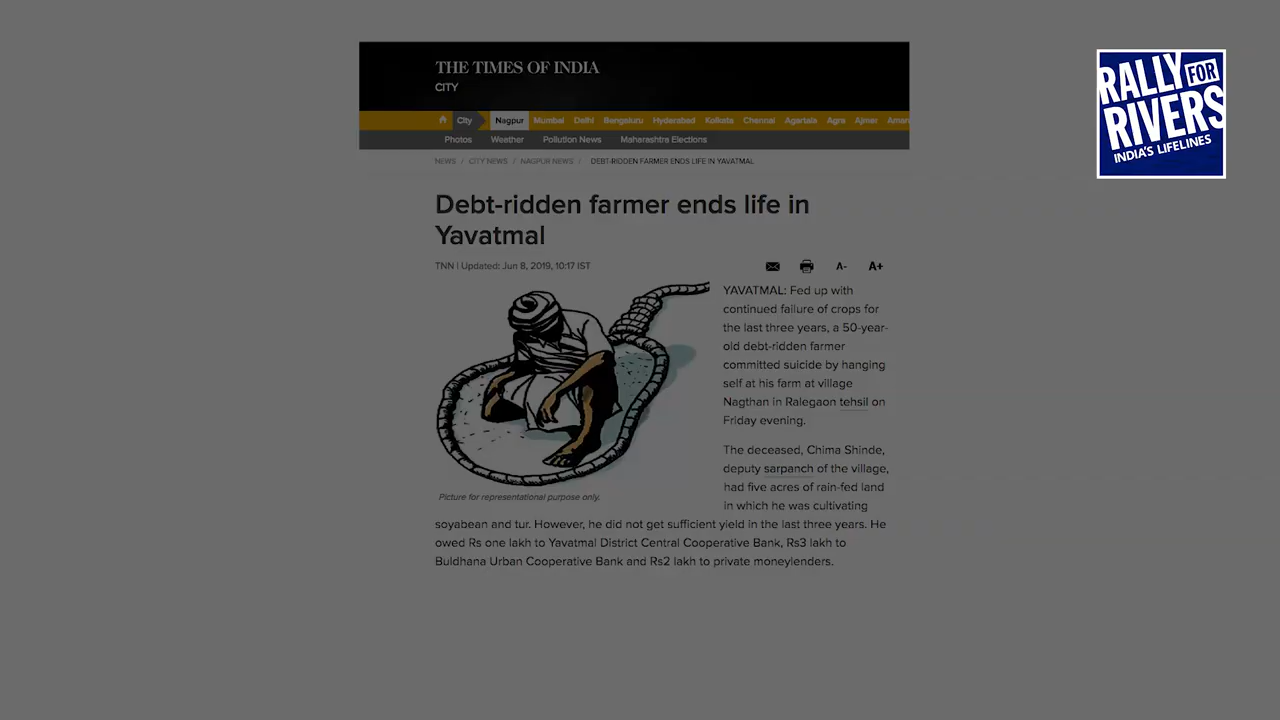 THE TIMES OF INDIA
CITY
City Nagpur Mumbai Delhi Bengaluru Hyderabad Kolkata Chennai Agartala Agra Ajmer Aman
Photos Weather Pollution News Maharashtra Elections
NEWS / CITY NEWS / NAGPUR NEWS / DEBT-RIDDEN FARMER ENDS LIFE IN YAVATMAL
Debt-ridden farmer ends life in
Yavatmal
TNN | Updated: Jun 8, 2019, 10:17 IST
A- A+
YAVATMAL: Fed up with
continued failure of crops for
the last three years, a 50-year-
old debt-ridden farmer
committed suicide by hanging
self at his farm at village
Nagthan in Ralegaon tehsil on
Friday evening.
The deceased, Chima Shinde,
deputy sarpanch of the village,
had five acres of rain-fed land
in which he was cultivating
Picture for representational purpose only.
soyabean and tur. However, he did not get sufficient yield in the last three years. He
owed Rs one lakh to Yavatmal District Central Cooperative Bank, Rs3 lakh to
Buldhana Urban Cooperative Bank and Rs2 lakh to private moneylenders.
RALLY FOR
RIVERS
INDIA'S LIFELINES